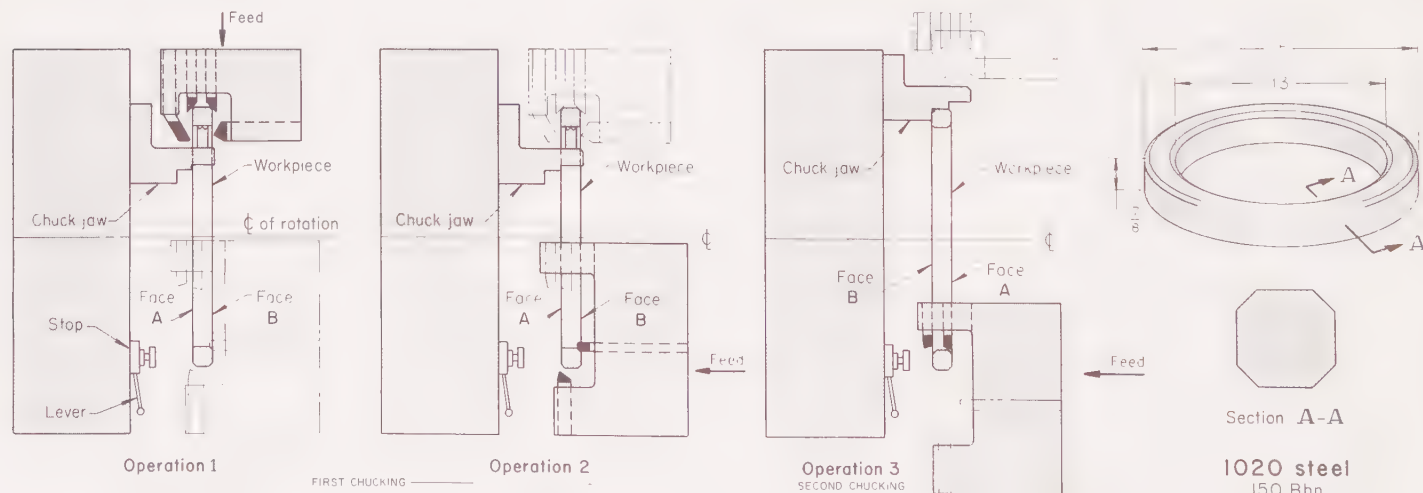 Feed
Workpiece
Chuck jaw
℄ of rotation
Face A
Face B
Stop
Lever
Operation 1
FIRST CHUCKING
Workpiece
Chuck jaw
℄
Face A
Face B
Feed
Operation 2
Chuck jaw
Workpiece
℄
Face B
Face A
Feed
Operation 3
SECOND CHUCKING
13
A
A
Section A-A
1020 steel
150 Bhn